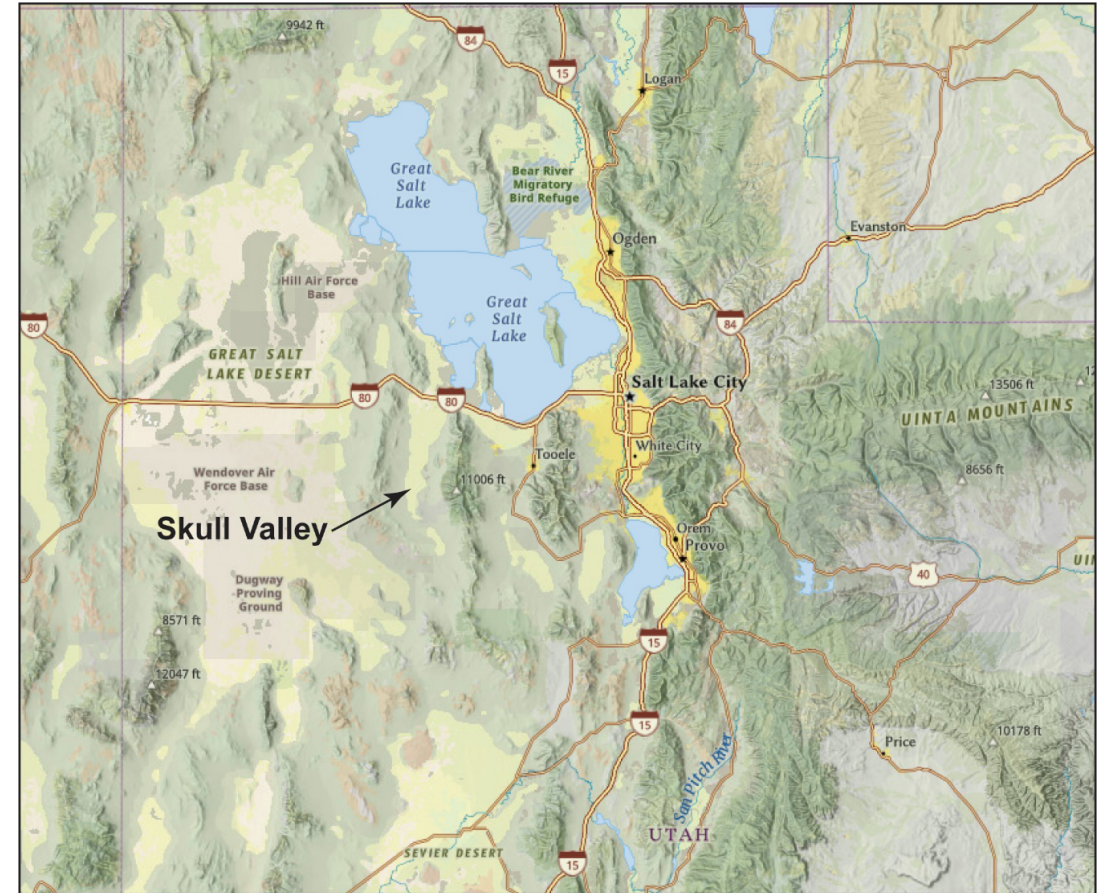 9942 ft
84
15
Logan
Great
Salt
Lake
Bear River
Migratory
Bird Refuge
Evanston
Ogden
Hill Air Force
Base
Great
Salt
Lake
80
84
GREAT SALT
LAKE DESERT
Salt Lake City
13506 ft
12
80
80
UINTA MOUNTAINS
White City
Tooele
Wendover Air
Force Base
11006 ft
8656 ft
Skull Valley
Orem
Provo
UI
40
Dugway
Proving
Ground
8571 ft
15
12047 ft
15
San Pitch River
10178 ft
Price
UTAH
SEVIER DESERT
15